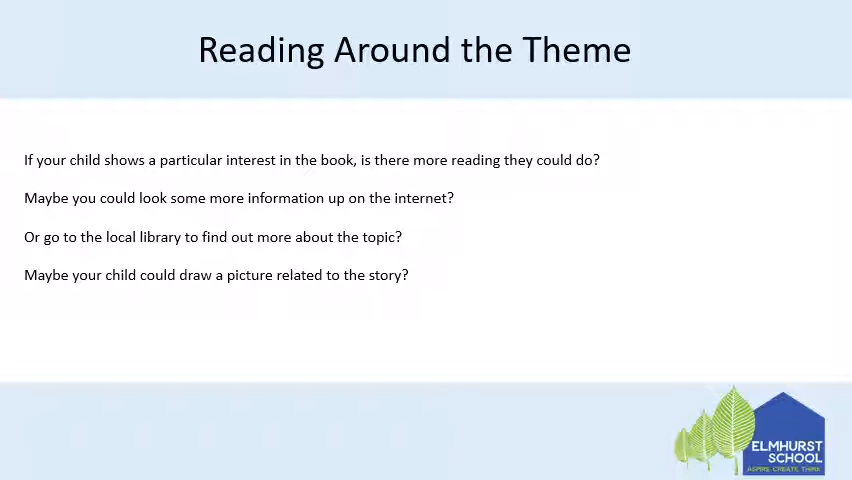 Reading Around the Theme
If your child shows a particular interest in the book, is there more reading they could do?
Maybe you could look some more information up on the internet?
Or go to the local library to find out more about the topic?
Maybe your child could draw a picture related to the story?
ELMHURST
SCHOOL
ASPIRE CREATE THINK